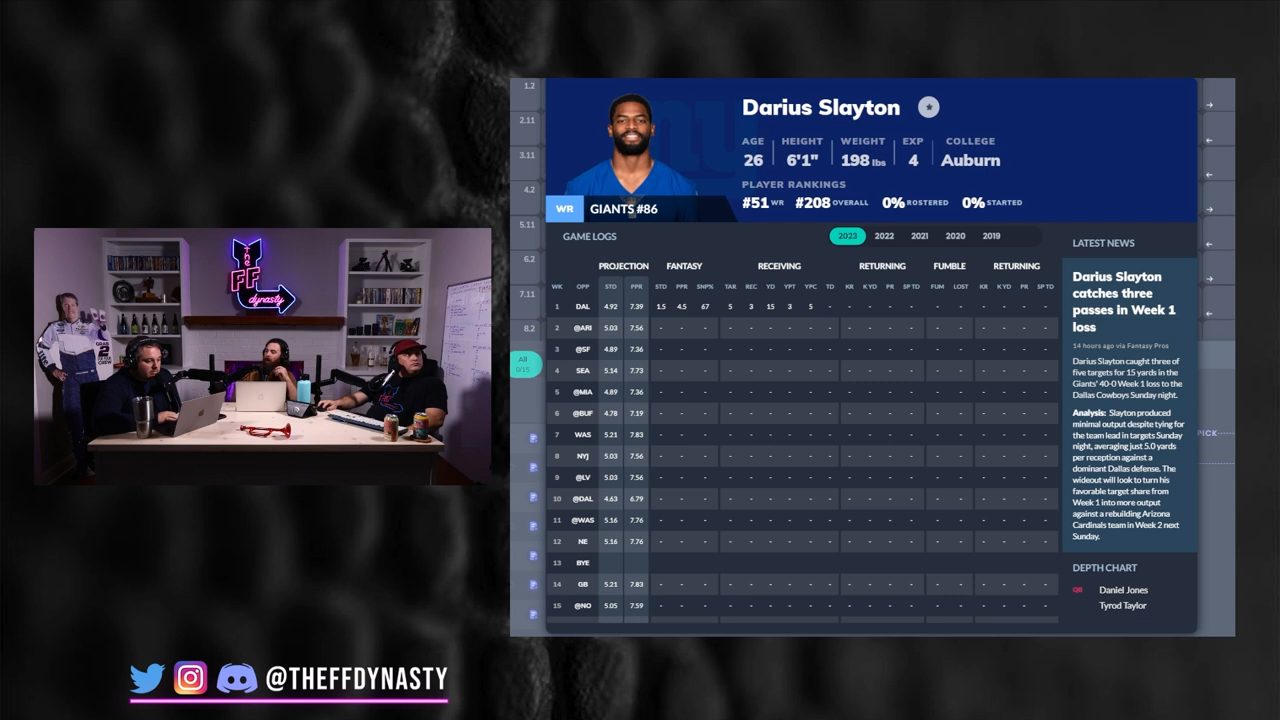 1.2
2.11
3.11
4.2
5.11
6.2
7.11
8.2
All
0/15
PICK
Darius Slayton
AGE HEIGHT WEIGHT EXP COLLEGE
26 6'1" 198 lbs 4 Auburn
PLAYER RANKINGS
#51 WR #208 OVERALL 0% ROSTERED 0% STARTED
WR GIANTS #86
GAME LOGS
2023 2022 2021 2020 2019
PROJECTION FANTASY RECEIVING RETURNING FUMBLE RETURNING
WK OPP STD PPR STD PPR SNP% TAR REC YD YPT YPC TD KR KYD PR SPTD FUM LOST KR KYD PR SPTD
1 DAL 4.92 7.39 1.5 4.5 67 5 3 15 3 5 - - - - - - - - - - -
2 @ARI 5.03 7.56 - - - - - - - - - - - - - - - - - - -
3 @SF 4.89 7.36 - - - - - - - - - - - - - - - - - - -
4 SEA 5.14 7.73 - - - - - - - - - - - - - - - - - - -
5 @MIA 4.89 7.36 - - - - - - - - - - - - - - - - - - -
6 @BUF 4.78 7.19 - - - - - - - - - - - - - - - - - - -
7 WAS 5.21 7.83 - - - - - - - - - - - - - - - - - - -
8 NYJ 5.03 7.56 - - - - - - - - - - - - - - - - - - -
9 @LV 5.03 7.56 - - - - - - - - - - - - - - - - - - -
10 @DAL 4.63 6.79 - - - - - - - - - - - - - - - - - - -
11 @WAS 5.16 7.76 - - - - - - - - - - - - - - - - - - -
12 NE 5.16 7.76 - - - - - - - - - - - - - - - - - - -
13 BYE
14 GB 5.21 7.83 - - - - - - - - - - - - - - - - - - -
15 @NO 5.05 7.59 - - - - - - - - - - - - - - - - - - -
LATEST NEWS
Darius Slayton
catches three
passes in Week 1
loss
14 hours ago via Fantasy Pros
Darius Slayton caught three of
five targets for 15 yards in the
Giants' 40-0 Week 1 loss to the
Dallas Cowboys Sunday night.
Analysis: Slayton produced
minimal output despite tying for
the team lead in targets Sunday
night, averaging just 5.0 yards
per reception against a
dominant Dallas defense. The
wideout will look to turn his
favorable target share from
Week 1 into more output
against a rebuilding Arizona
Cardinals team in Week 2 next
Sunday.
DEPTH CHART
QB Daniel Jones
Tyrod Taylor
The
FF
dynasty
@THEFFDYNASTY